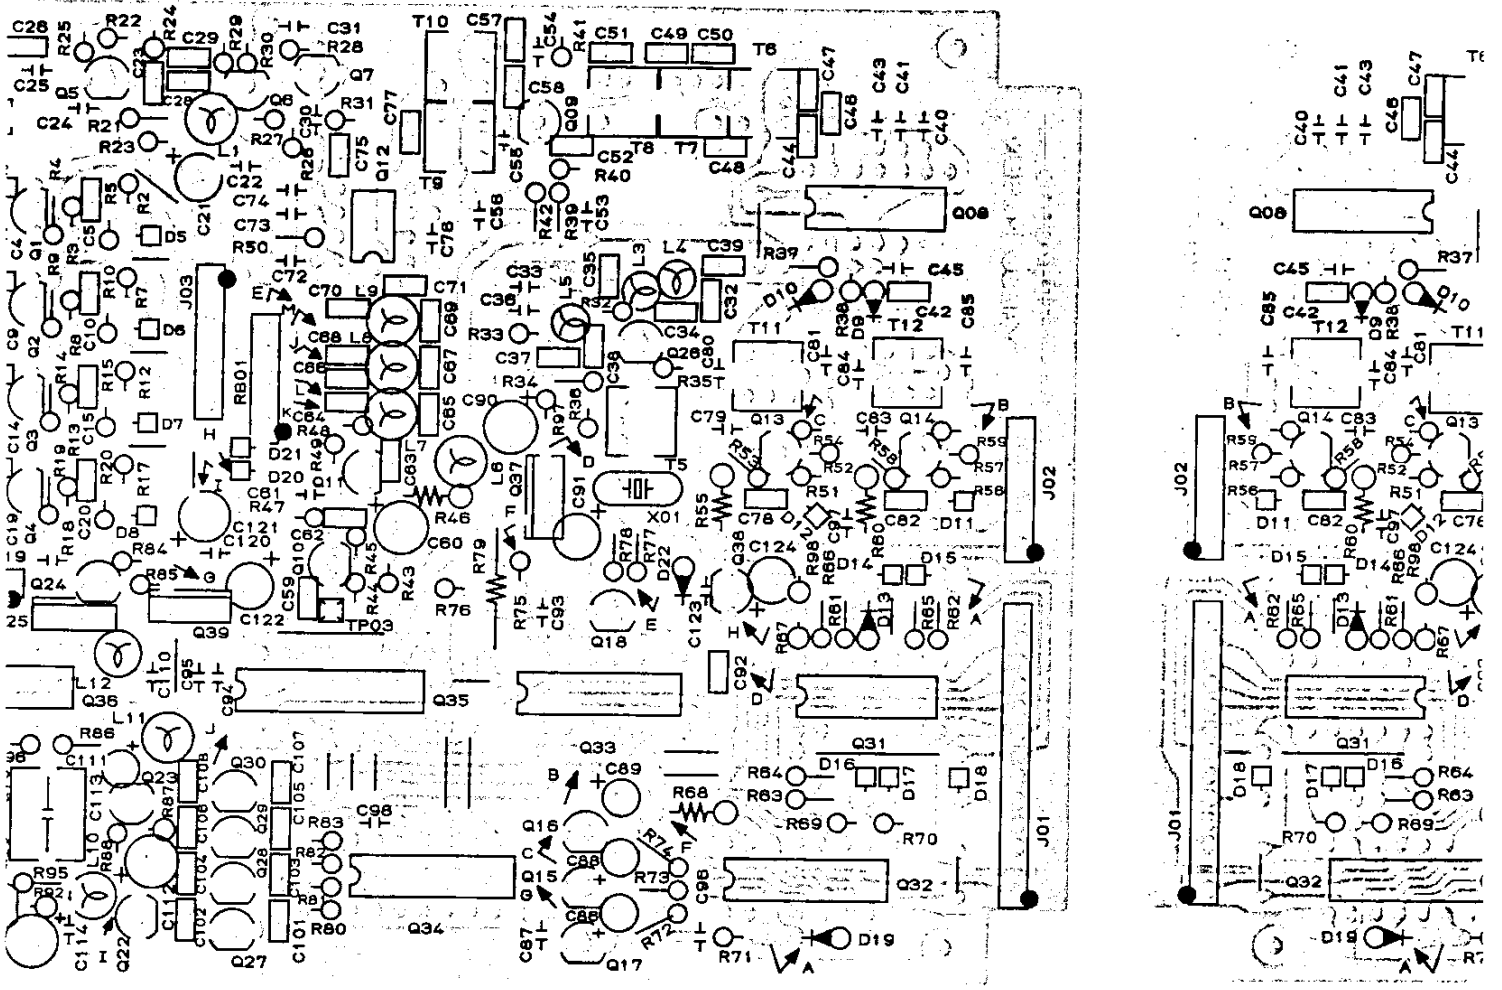 C26
R25
R22
R24
C29
R29
R30
C31
R28
T10
C57
C54
R41
C51
C49
C50
T6
C47
C43
C41
C46
C40
C25
Q5
C23
C28
Q6
Q7
C24
R21
R23
R27
C30
R31
R26
C75
C77
Q12
T9
C58
C55
Q09
C52
R40
T8
T7
C48
C44
L1
C22
C21
C74
C73
R50
C72
R4
R5
R2
C4
Q1
R3
C5
D5
C56
R42
R39
C53
Q08
R37
C45
C76
R9
R10
R7
J03
E
C70
L9
C71
C69
M
C33
C36
C35
L3
L4
C39
C32
R32
L5
R33
C34
D10
R38
D9
T12
C42
C85
C9
Q2
R8
C10
D6
RB01
J
C68
L8
C66
C67
C37
C38
Q26
R34
R35
T11
C80
C81
C84
R14
R15
R12
L
K
C64
C65
C90
R36
R97
C79
Q13
C
C83
Q14
B
C14
Q3
R13
C15
D7
H
D21
D20
R48
R49
L7
C63
L6
Q37
D
C91
T5
R53
R54
R52
R58
R59
R57
R56
R51
J02
R19
R20
R17
C61
R47
Q11
R46
X01
R55
C78
D12
C97
R60
C82
D11
C19
Q4
R18
C20
D8
C121
C120
C62
C60
F
R79
R78
R77
D22
Q38
C124
R98
R66
D14
D15
Q24
R84
R85
G
C122
Q10
C59
R45
R44
R43
R76
R75
C93
Q18
E
C123
H
R67
R61
D13
R65
R62
A
25
Q39
TP03
L12
Q36
C110
C95
C94
Q35
C92
D
L11
J
R86
C111
Q33
Q31
C113
Q23
C108
Q30
C107
C105
B
C89
R64
R63
D16
D17
D18
R68
R87
C106
Q29
R83
C98
Q16
C
C88
R74
F
R69
R70
J01
L10
R88
C104
Q28
C103
R82
Q15
G
R73
C96
Q32
R95
R92
C112
C102
R81
R80
C101
Q34
C86
R72
C114
I
Q22
Q27
C87
Q17
R71
A
D19
T6
C47
C41
C43
C46
C40
C44
Q08
R37
C45
D10
C85
C42
T12
D9
R38
T11
C81
C84
B
Q14
C83
C
Q13
R59
R57
R56
R58
R54
R52
R51
J02
D11
C82
R60
C97
D12
C78
D15
D14
R66
R98
C124
R62
R65
D13
R61
R67
A
D
Q31
D18
D17
D16
R64
R63
R70
R69
J01
Q32
D19
A